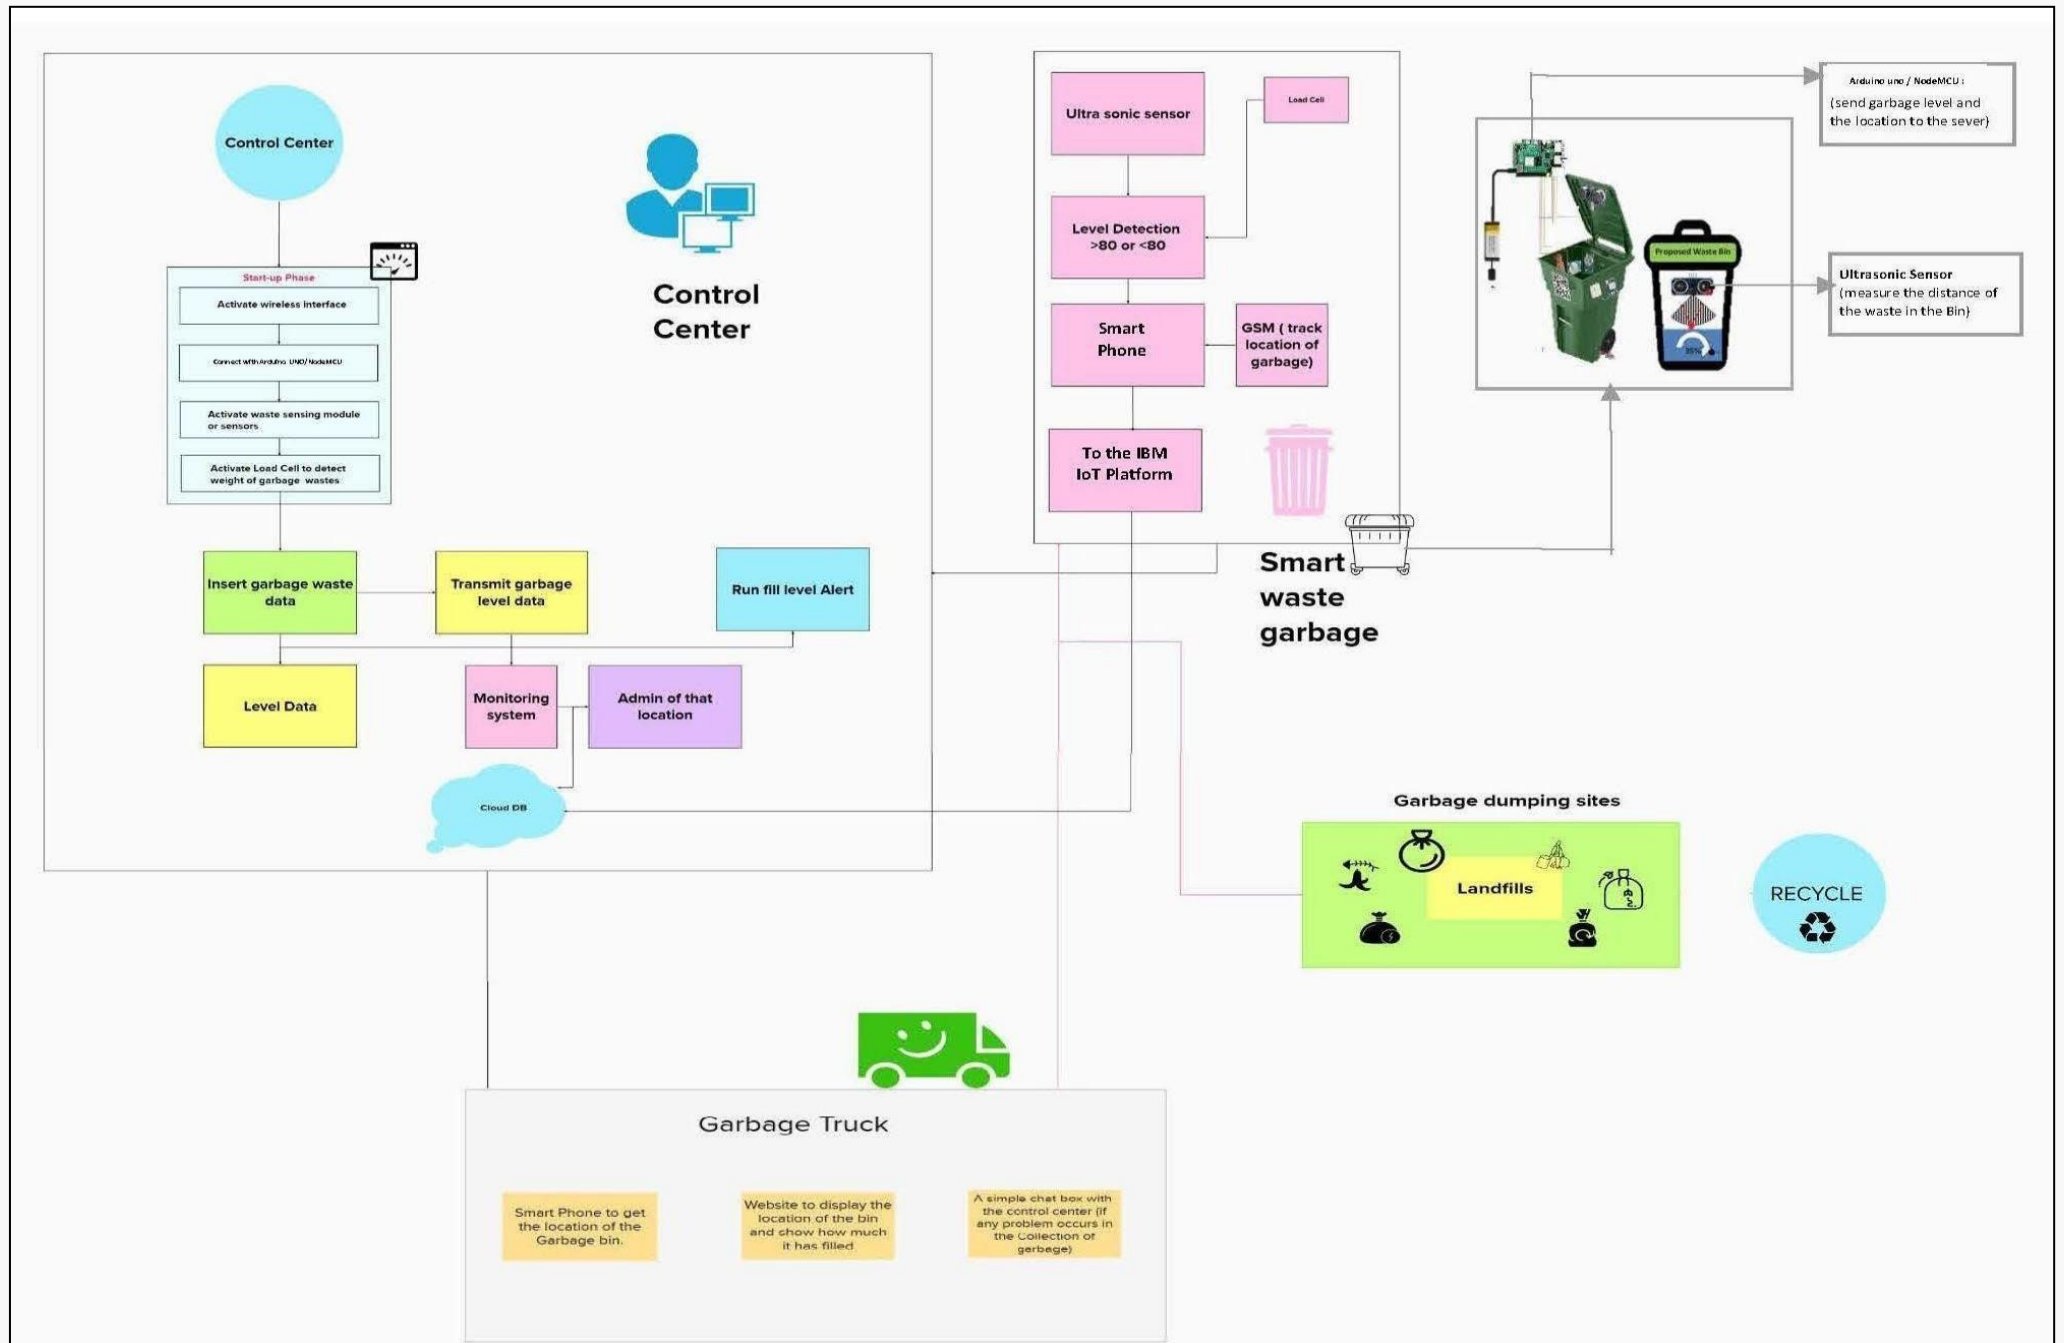 Control Center
Start-up Phase
Activate wireless interface
Connect with Arduino UNO/NodeMCU
Activate waste sensing module
or sensors
Activate Load Cell to detect
weight of garbage wastes
Control
Center
Insert garbage waste
data
Transmit garbage
level data
Run fill level Alert
Level Data
Monitoring
system
Admin of that
location
Cloud DB
Ultra sonic sensor
Load Cell
Level Detection
>80 or <80
Smart
Phone
GSM ( track
location of
garbage)
To the IBM
IoT Platform
Smart
waste
garbage
Arduino uno / NodeMCU :
(send garbage level and
the location to the sever)
Proposed Waste Bin
Ultrasonic Sensor
(measure the distance of
the waste in the Bin)
Garbage dumping sites
Landfills
RECYCLE
Garbage Truck
Smart Phone to get
the location of the
Garbage bin.
Website to display the
location of the bin
and show how much
it has filled
A simple chat box with
the control center (if
any problem occurs in
the Collection of
garbage)